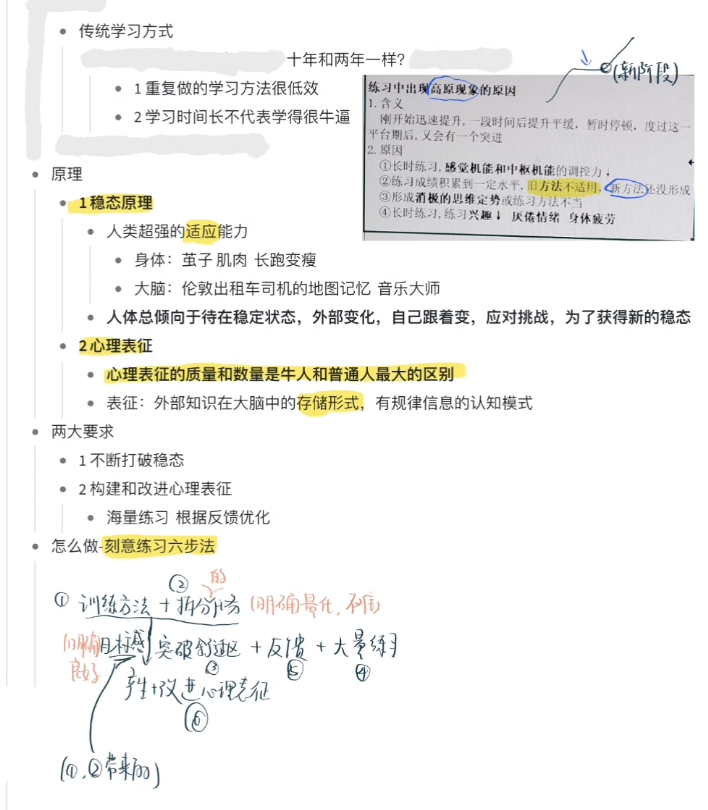 传统学习方式
十年和两年一样?
1 重复做的学习方法很低效
2 学习时间长不代表学得很牛逼
(新阶段)
练习中出现高原现象的原因
1. 含义
刚开始迅速提升, 一段时间后提升平缓, 暂时停顿, 度过这一
平台期后, 又会有一个突进
2. 原因
①长时练习, 感觉机能和中枢机能的调控力↓
②练习成绩积累到一定水平, 旧方法不适用, 新方法还没形成
③形成消极的思维定势或练习方法不当
④长时练习, 练习兴趣↓ 厌倦情绪 身体疲劳
原理
1 稳态原理
人类超强的适应能力
身体：茧子 肌肉 长跑变瘦
大脑：伦敦出租车司机的地图记忆 音乐大师
人体总倾向于待在稳定状态，外部变化，自己跟着变，应对挑战，为了获得新的稳态
2 心理表征
心理表征的质量和数量是牛人和普通人最大的区别
表征：外部知识在大脑中的存储形式，有规律信息的认知模式
两大要求
1 不断打破稳态
2 构建和改进心理表征
海量练习 根据反馈优化
怎么做-刻意练习六步法
② 的
① 训练方法 + 拆分任务 (明确量化，不难)
(明确 目标感 突破舒适区 + 反馈 + 大量练习
良好 ③ ⑤ ④
产生+改进心理表征
⑥
(①、②带来的)